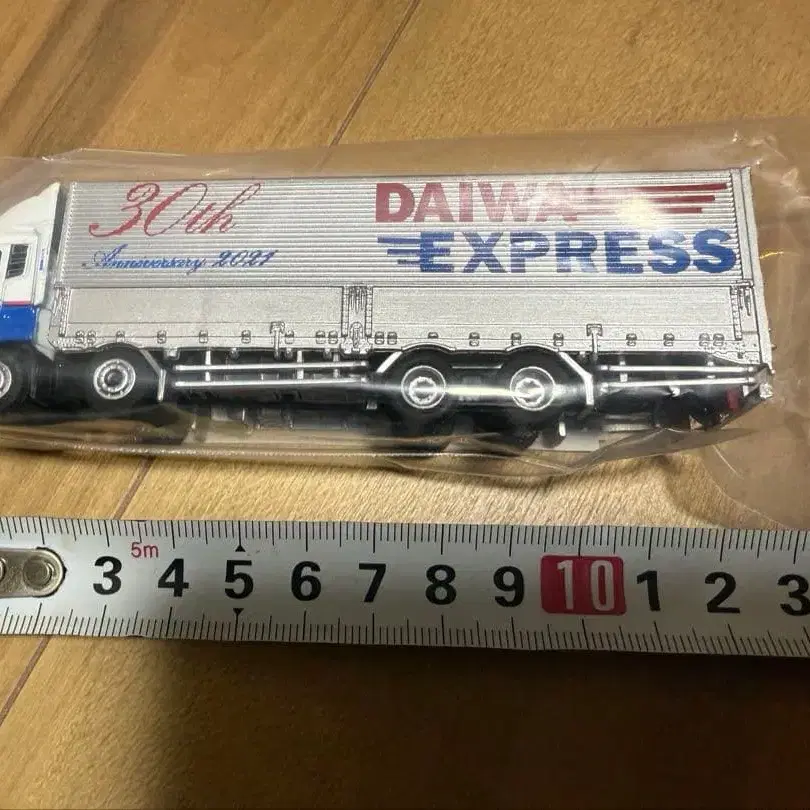 30th
Anniversary 2021
DAIWA
EXPRESS
5m
3 4 5 6 7 8 9 10 1 2 3